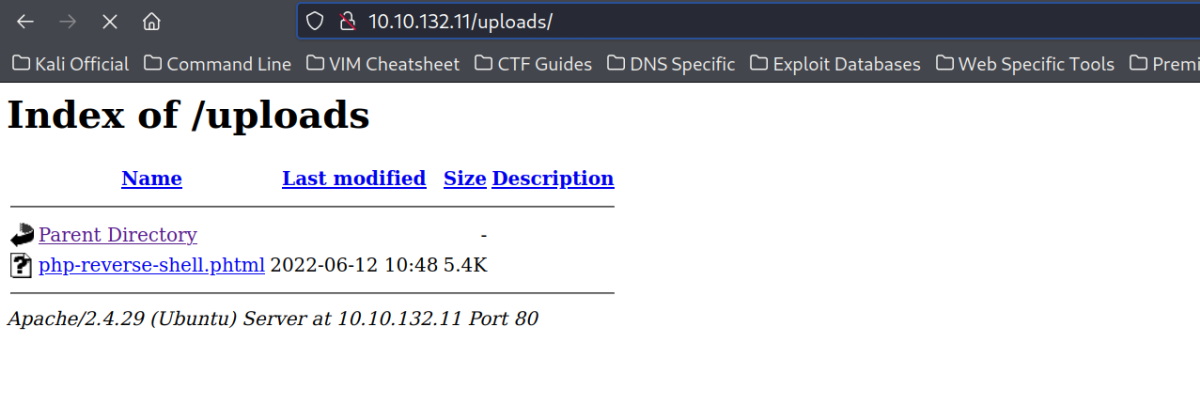 10.10.132.11/uploads/
Kali Official Command Line VIM Cheatsheet CTF Guides DNS Specific Exploit Databases Web Specific Tools Premi
Index of /uploads
Name Last modified Size Description
Parent Directory -
php-reverse-shell.phtml 2022-06-12 10:48 5.4K
Apache/2.4.29 (Ubuntu) Server at 10.10.132.11 Port 80